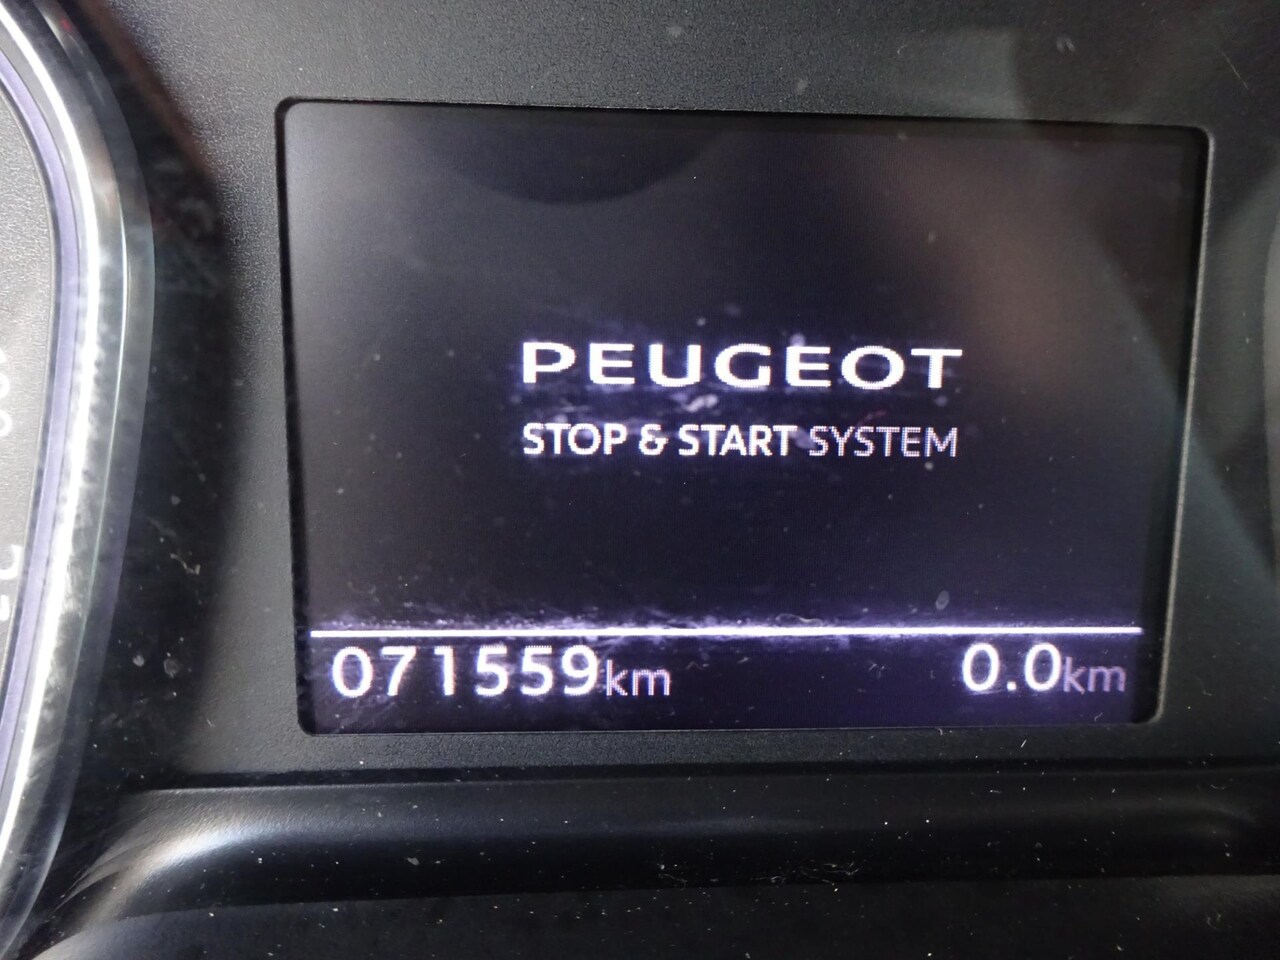 PEUGEOT
STOP & START SYSTEM
071559km 0.0km